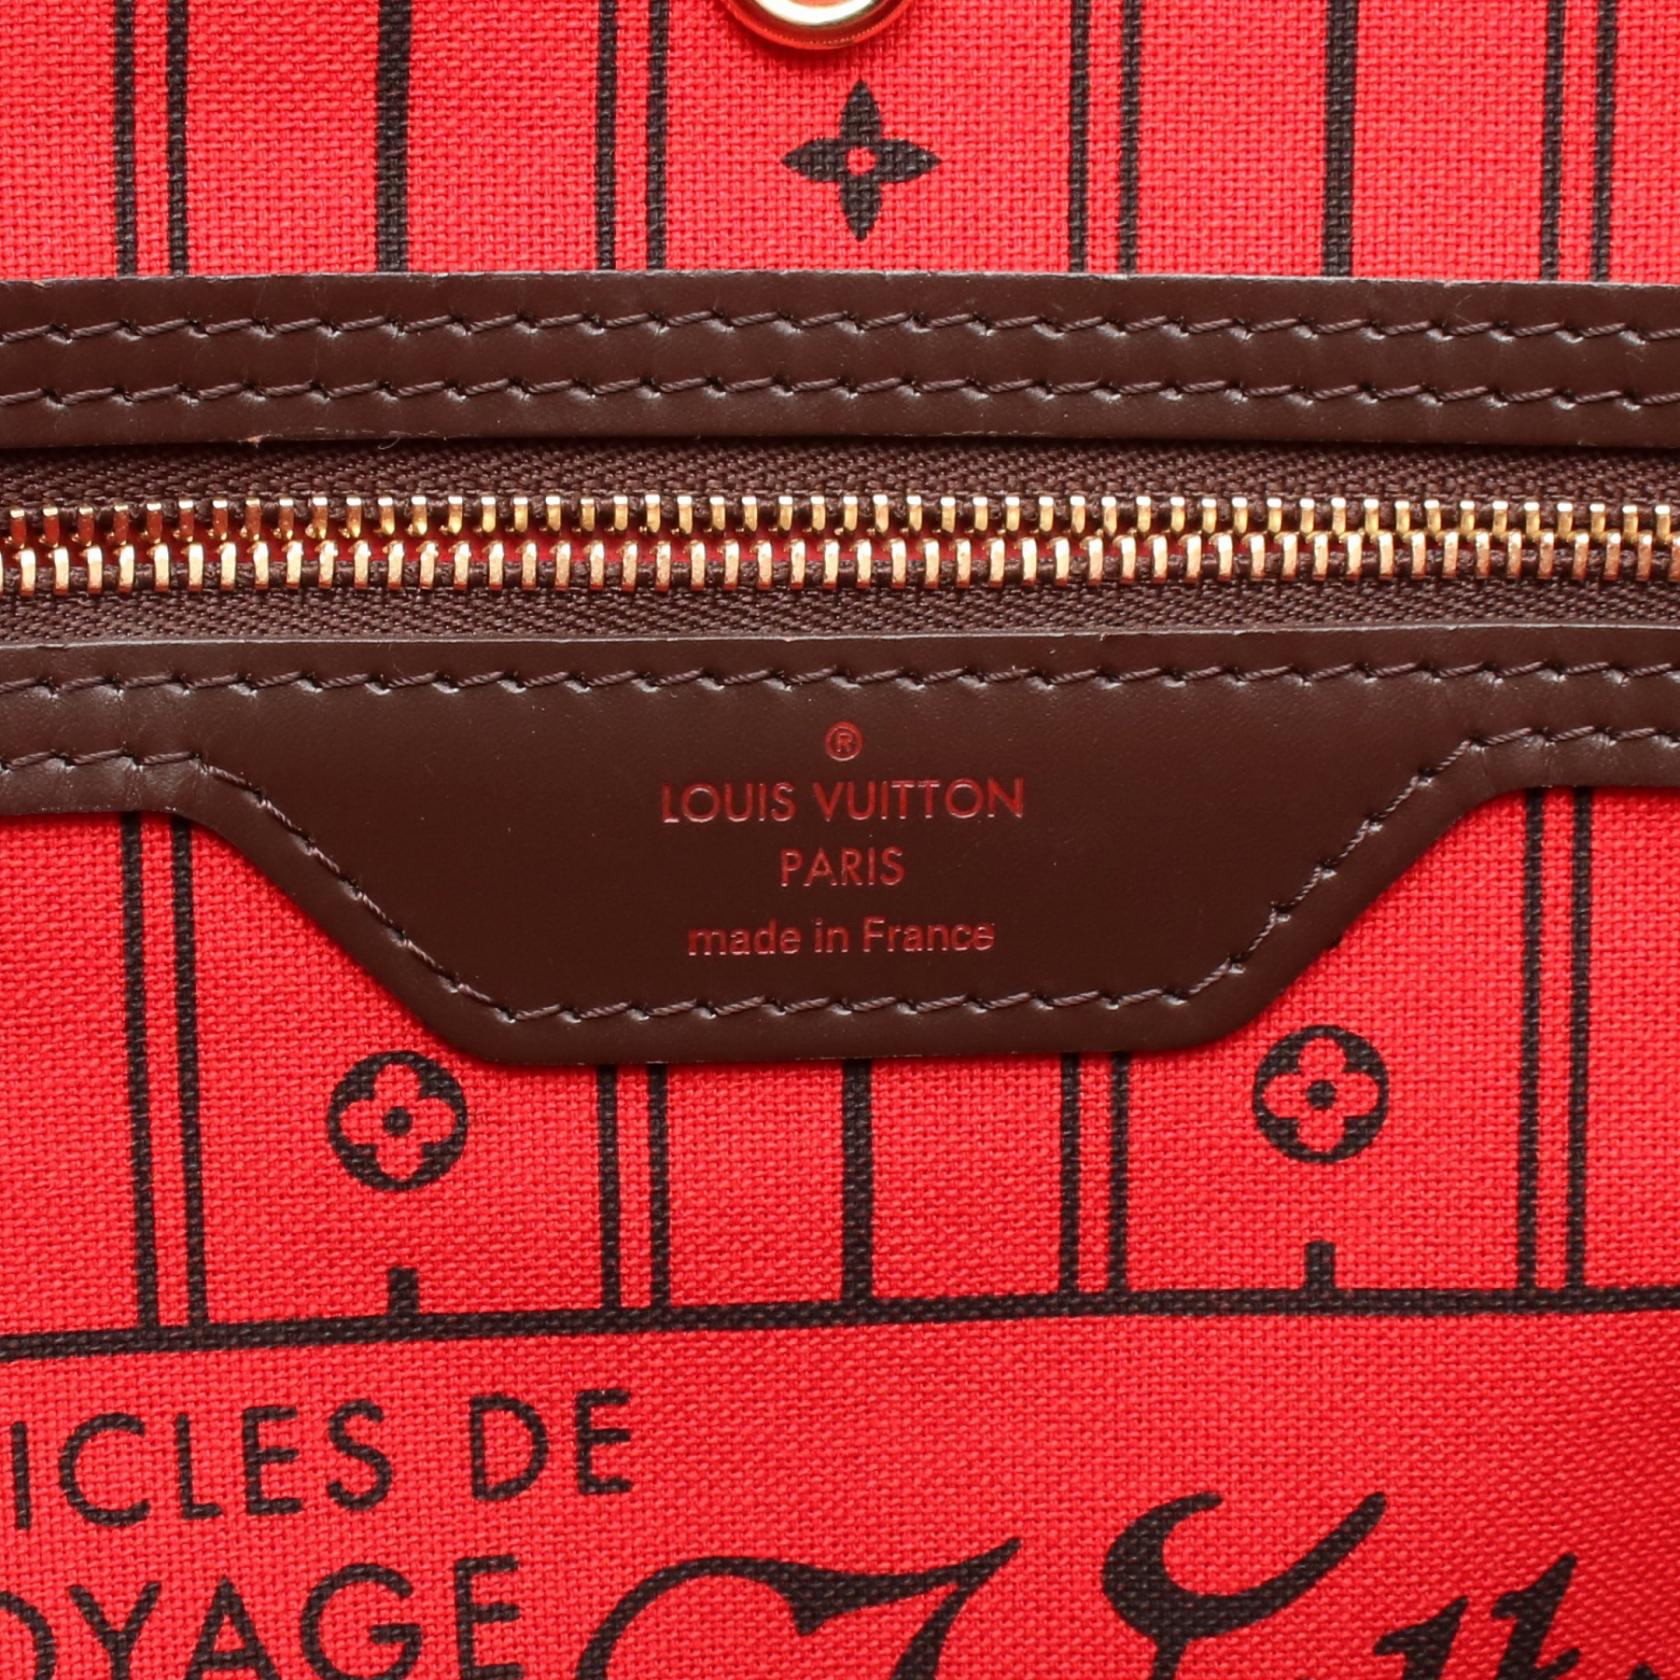 ®
LOUIS VUITTON
PARIS
made in France
ICLES DE
OYAGE